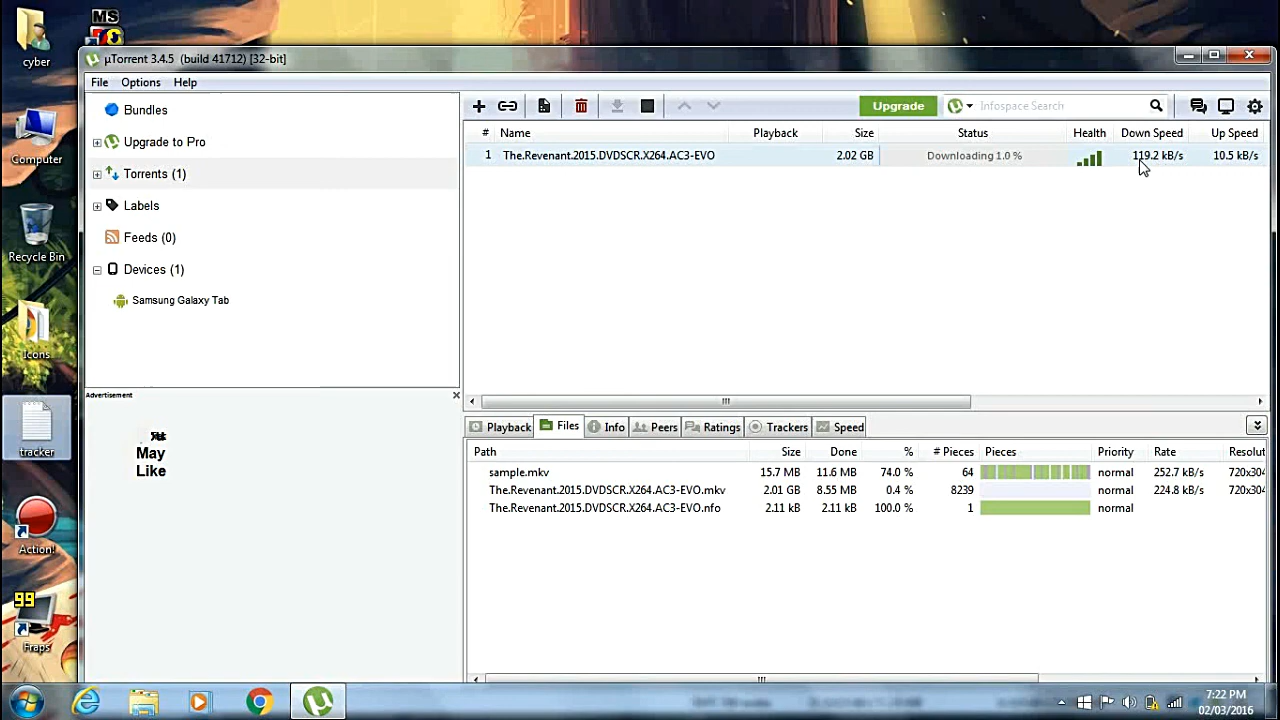 cyber
MS
Computer
Recycle Bin
Icons
tracker
Action!
99
Fraps
µTorrent 3.4.5 (build 41712) [32-bit]
File Options Help
Bundles
Upgrade to Pro
Torrents (1)
Labels
Feeds (0)
Devices (1)
Samsung Galaxy Tab
Advertisement
May
Like
Upgrade
Infospace Search
# Name Playback Size Status Health Down Speed Up Speed
1 The.Revenant.2015.DVDSCR.X264.AC3-EVO 2.02 GB Downloading 1.0 % 119.2 kB/s 10.5 kB/s
Playback Files Info Peers Ratings Trackers Speed
Path Size Done % # Pieces Pieces Priority Rate Resolut
sample.mkv 15.7 MB 11.6 MB 74.0 % 64 normal 252.7 kB/s 720x304
The.Revenant.2015.DVDSCR.X264.AC3-EVO.mkv 2.01 GB 8.55 MB 0.4 % 8239 normal 224.8 kB/s 720x304
The.Revenant.2015.DVDSCR.X264.AC3-EVO.nfo 2.11 kB 2.11 kB 100.0 % 1 normal
7:22 PM
02/03/2016